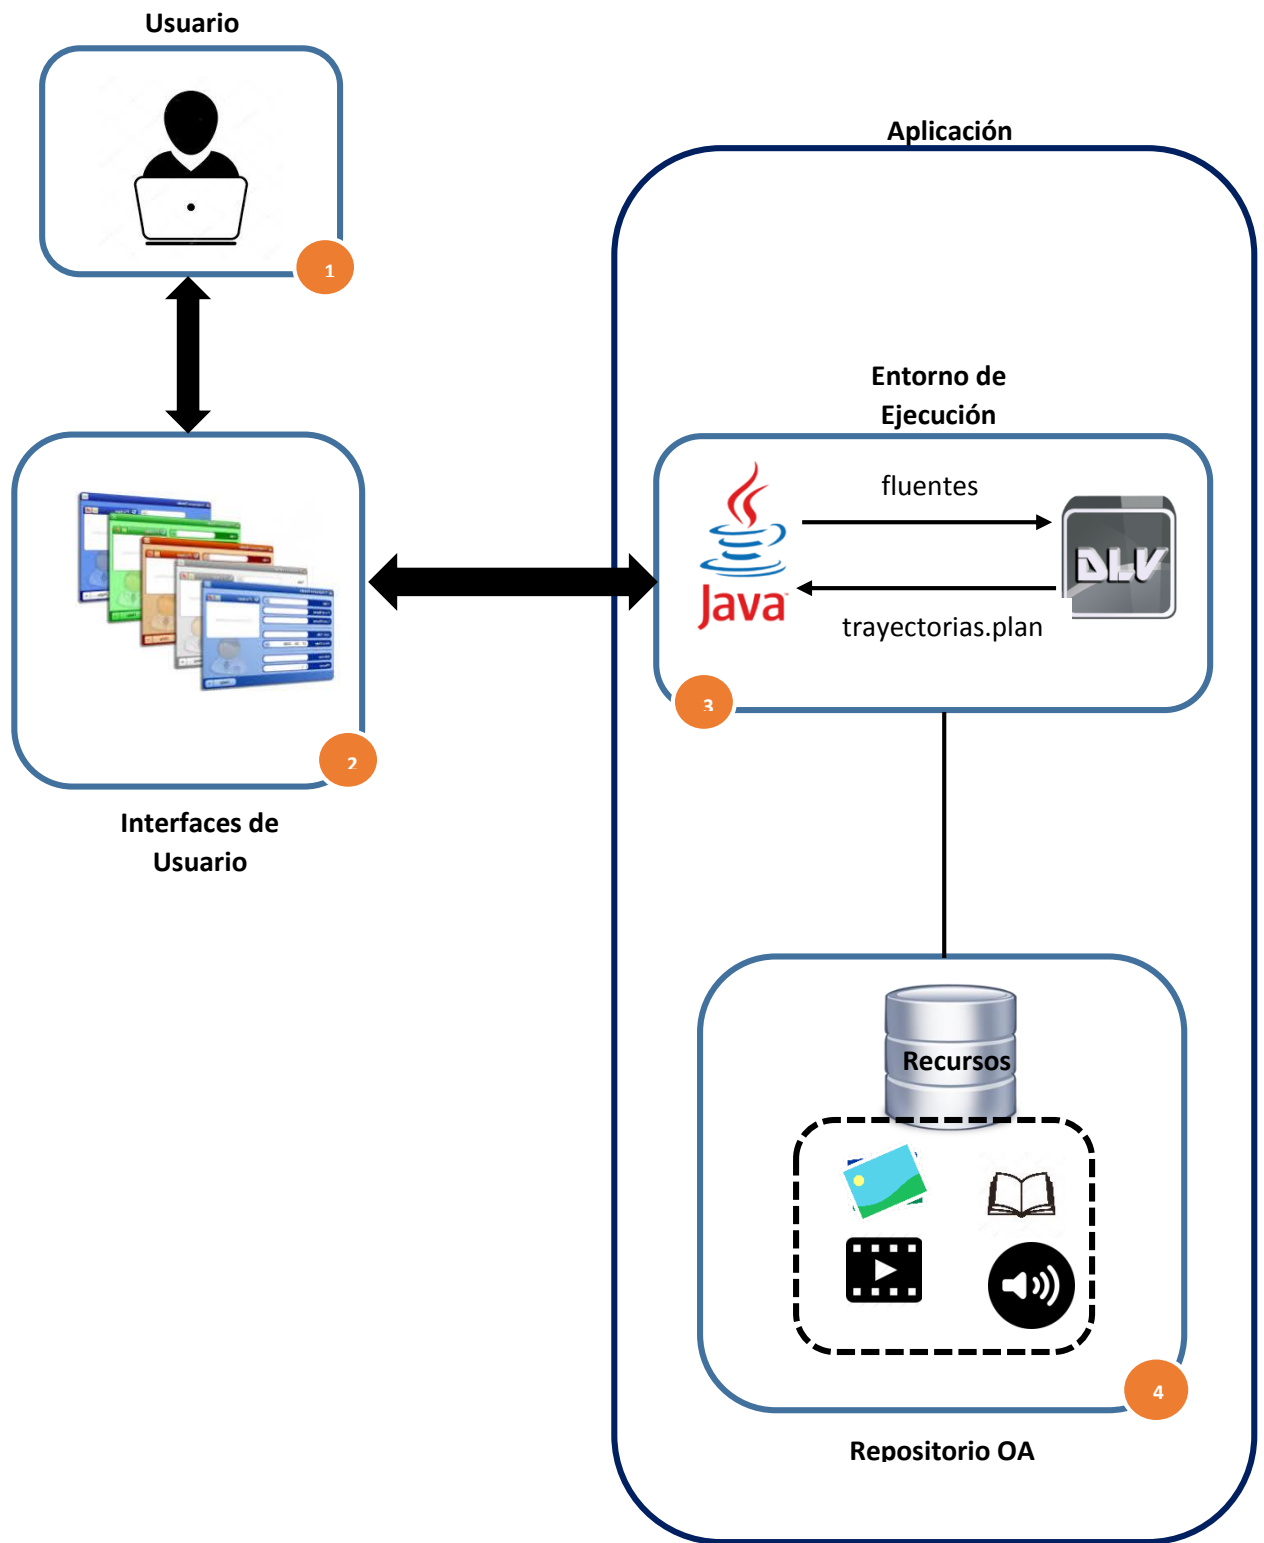 Usuario
1
Aplicación
Entorno de
Ejecución
fluentes
DLV
Java
trayectorias.plan
3
2
Interfaces de
Usuario
Recursos
4
Repositorio OA